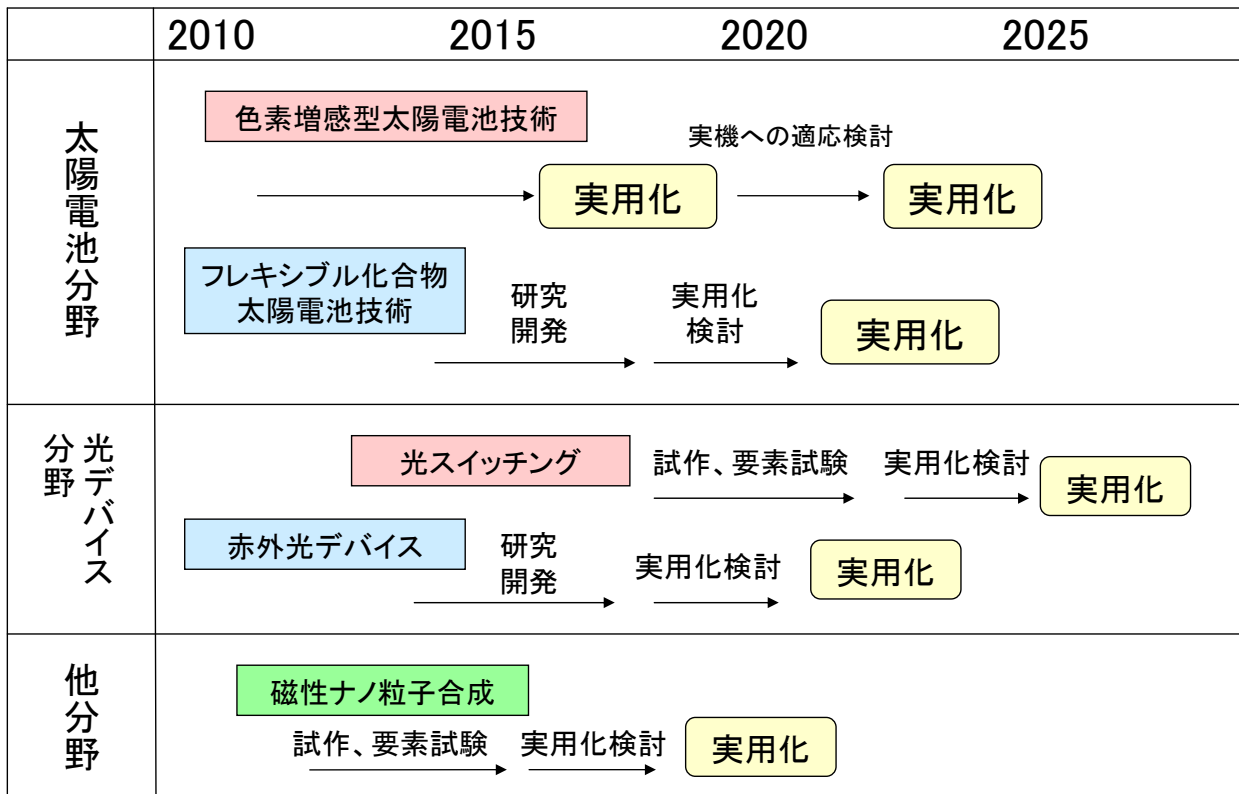 2010 2015 2020 2025
太陽電池分野
色素増感型太陽電池技術
実機への適応検討
実用化
実用化
フレキシブル化合物
太陽電池技術
研究
開発
実用化
検討
実用化
光デバイス
分野
光スイッチング
試作、要素試験
実用化検討
実用化
赤外光デバイス
研究
開発
実用化検討
実用化
他分野
磁性ナノ粒子合成
試作、要素試験
実用化検討
実用化